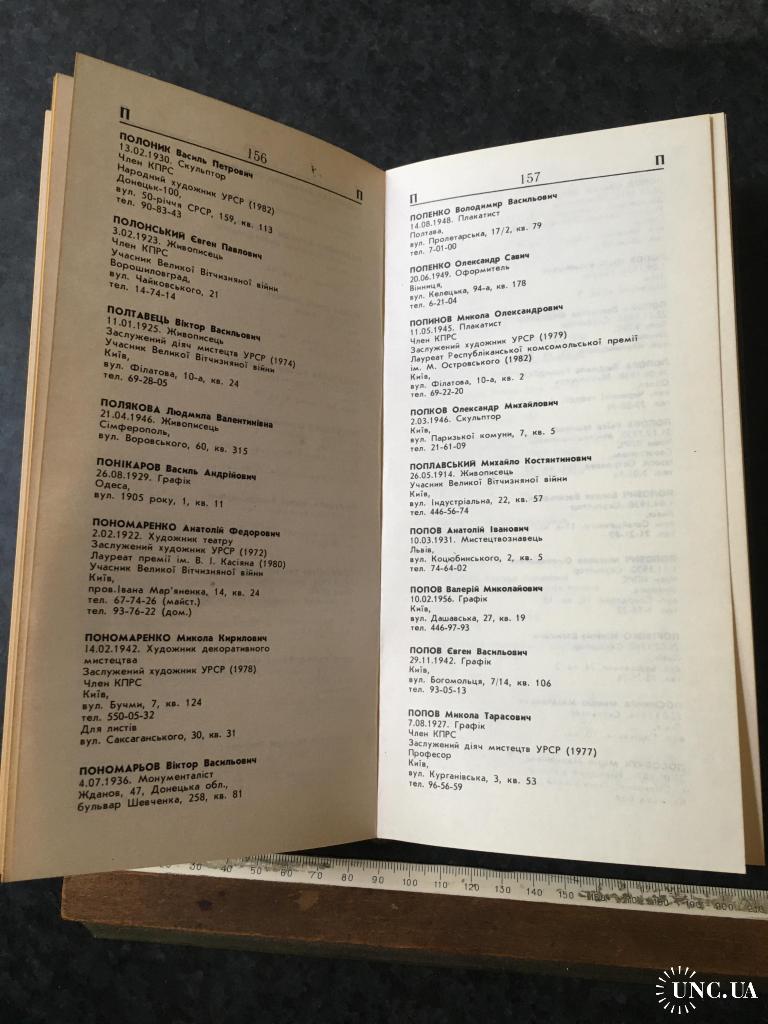 П
156
П
ПОЛОНИК Василь Петрович
13.02.1930. Скульптор
Член КПРС
Народний художник УРСР (1982)
Донецьк-100,
вул. 50-річчя СРСР, 159, кв. 113
тел. 90-83-43
ПОЛОНСЬКИЙ Євген Павлович
3.02.1923. Живописець
Член КПРС
Учасник Великої Вітчизняної війни
Ворошиловград,
вул. Чайковського, 21
тел. 14-74-14
ПОЛТАВЕЦЬ Віктор Васильович
11.01.1925. Живописець
Заслужений діяч мистецтв УРСР (1974)
Учасник Великої Вітчизняної війни
Київ,
вул. Філатова, 10-а, кв. 24
тел. 69-28-05
ПОЛЯКОВА Людмила Валентинівна
21.04.1946. Живописець
Сімферополь,
вул. Воровського, 60, кв. 315
ПОНІКАРОВ Василь Андрійович
26.08.1929. Графік
Одеса,
вул. 1905 року, 1, кв. 11
ПОНОМАРЕНКО Анатолій Федорович
2.02.1922. Художник театру
Заслужений художник УРСР (1972)
Лауреат премії ім. В. І. Касіяна (1980)
Учасник Великої Вітчизняної війни
Київ,
пров. Івана Мар'яненка, 14, кв. 24
тел. 67-74-26 (майст.)
тел. 93-76-22 (дом.)
ПОНОМАРЕНКО Микола Кирилович
14.02.1942. Художник декоративного
мистецтва
Заслужений художник УРСР (1978)
Член КПРС
Київ,
вул. Бучми, 7, кв. 124
тел. 550-05-32
Для листів
вул. Саксаганського, 30, кв. 31
ПОНОМАРЬОВ Віктор Васильович
4.07.1936. Монументаліст
Жданов, 47, Донецька обл.,
бульвар Шевченка, 258, кв. 81
П
157
П
ПОПЕНКО Володимир Васильович
14.08.1948. Плакатист
Полтава,
вул. Пролетарська, 17/2, кв. 79
тел. 7-01-00
ПОПЕНКО Олександр Савич
20.06.1949. Оформитель
Вінниця,
вул. Келецька, 94-а, кв. 178
тел. 6-21-04
ПОПИНОВ Микола Олександрович
11.05.1945. Плакатист
Член КПРС
Заслужений художник УРСР (1979)
Лауреат Республіканської комсомольської премії
ім. М. Островського (1982)
Київ,
вул. Філатова, 10-а, кв. 2
тел. 69-22-20
ПОПКОВ Олександр Михайлович
2.03.1946. Скульптор
Київ,
вул. Паризької комуни, 7, кв. 5
тел. 21-61-09
ПОПЛАВСЬКИЙ Михайло Костянтинович
26.05.1914. Живописець
Учасник Великої Вітчизняної війни
Київ,
вул. Індустріальна, 22, кв. 57
тел. 446-56-74
ПОПОВ Анатолій Іванович
10.03.1931. Мистецтвознавець
Львів,
вул. Коцюбинського, 2, кв. 5
тел. 74-64-02
ПОПОВ Валерій Миколайович
10.02.1956. Графік
Київ,
вул. Дашавська, 27, кв. 19
тел. 446-97-93
ПОПОВ Євген Васильович
29.11.1942. Графік
Київ,
вул. Богомольця, 7/14, кв. 106
тел. 93-05-13
ПОПОВ Микола Тарасович
7.08.1927. Графік
Член КПРС
Заслужений діяч мистецтв УРСР (1977)
Професор
Київ,
вул. Курганівська, 3, кв. 53
тел. 96-56-59
50 60 70 80 90 100 110 120 130 140 150
190 200 210
UNC.UA